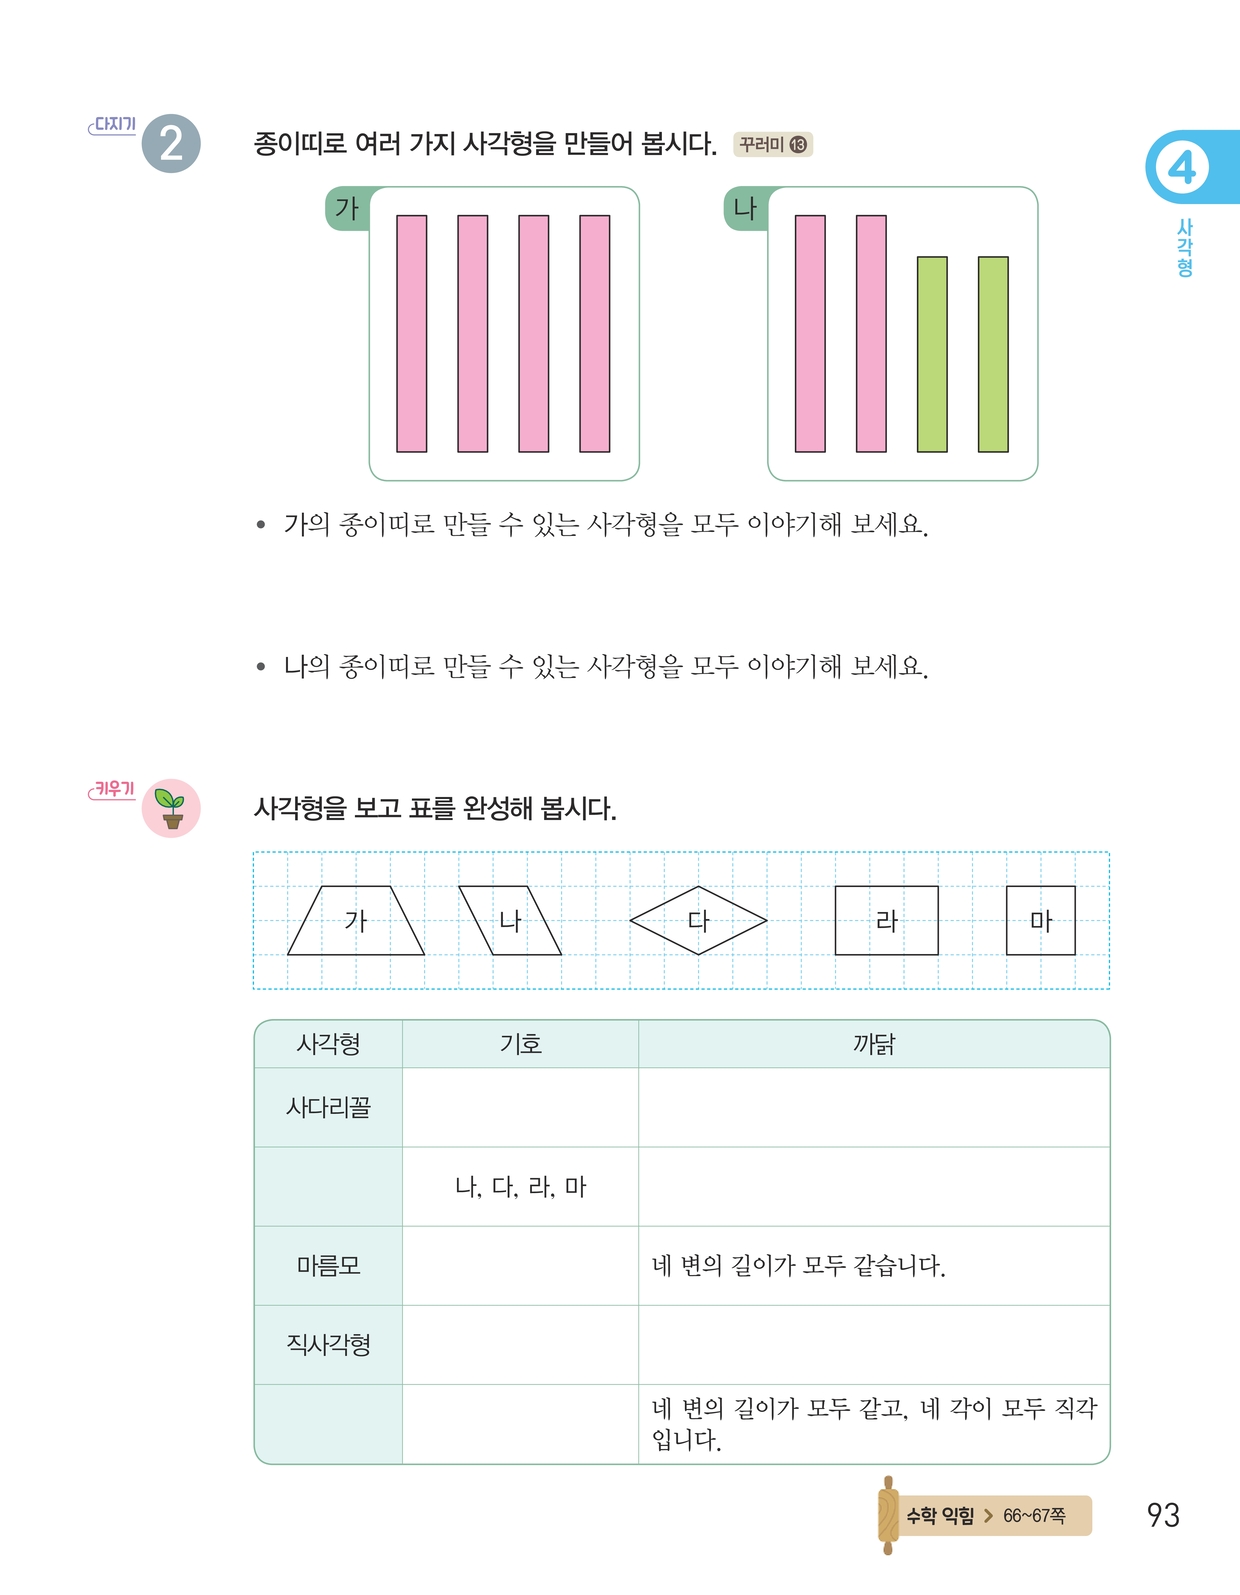 다지기
2
종이띠로 여러 가지 사각형을 만들어 봅시다. 꾸러미 13
4
사각형
가
나
• 가의 종이띠로 만들 수 있는 사각형을 모두 이야기해 보세요.
• 나의 종이띠로 만들 수 있는 사각형을 모두 이야기해 보세요.
키우기
사각형을 보고 표를 완성해 봅시다.
가 나 다 라 마
사각형 기호 까닭
사다리꼴
나, 다, 라, 마
마름모 네 변의 길이가 모두 같습니다.
직사각형
네 변의 길이가 모두 같고, 네 각이 모두 직각
입니다.
수학 익힘 > 66~67쪽
93